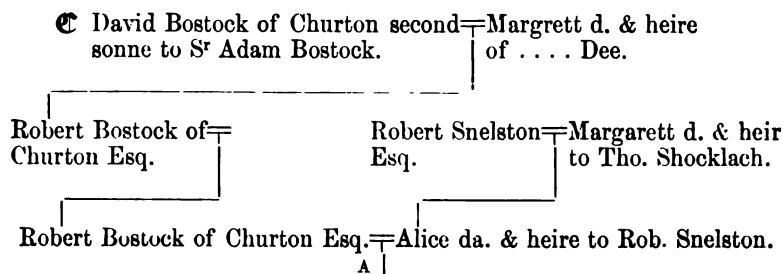 C David Bostock of Churton second Margrett d. & heire
sonne to Sʳ Adam Bostock. of . . . . Dee.
Robert Bostock of Robert Snelston Margarett d. & heir
Churton Esq. Esq. to Tho. Shocklach.
Robert Bostock of Churton Esq. Alice da. & heire to Rob. Snelston.
A